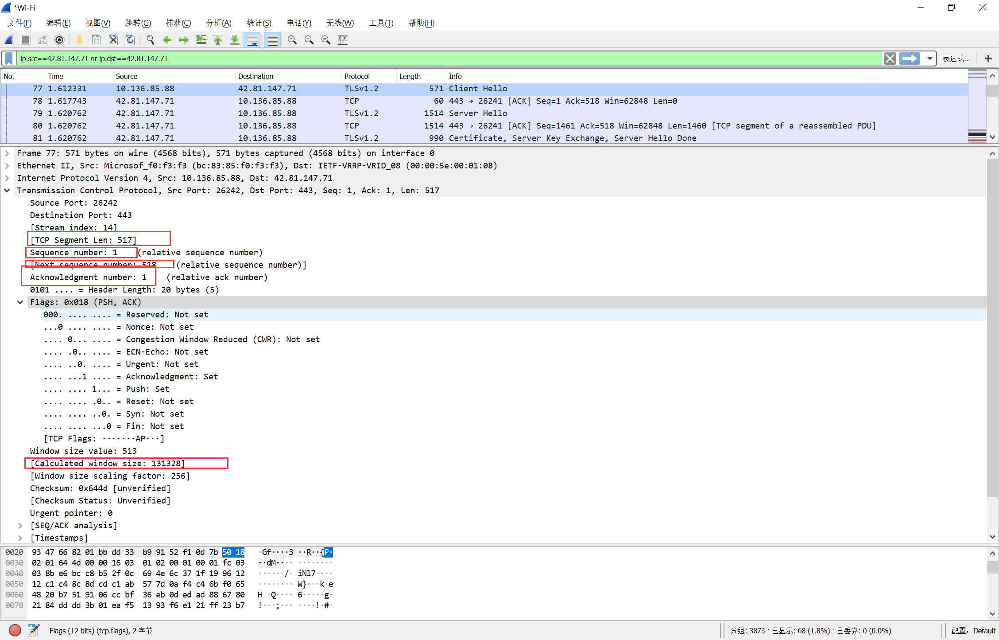 *Wi-Fi
文件(F) 编辑(E) 视图(V) 跳转(G) 捕获(C) 分析(A) 统计(S) 电话(Y) 无线(W) 工具(T) 帮助(H)
ip.src==42.81.147.71 or ip.dst==42.81.147.71 表达式... +
No. Time Source Destination Protocol Length Info
77 1.612331 10.136.85.88 42.81.147.71 TLSv1.2 571 Client Hello
78 1.617743 42.81.147.71 10.136.85.88 TCP 60 443 → 26241 [ACK] Seq=1 Ack=518 Win=62848 Len=0
79 1.620762 42.81.147.71 10.136.85.88 TLSv1.2 1514 Server Hello
80 1.620762 42.81.147.71 10.136.85.88 TCP 1514 443 → 26241 [ACK] Seq=1461 Ack=518 Win=62848 Len=1460 [TCP segment of a reassembled PDU]
81 1.620762 42.81.147.71 10.136.85.88 TLSv1.2 990 Certificate, Server Key Exchange, Server Hello Done
Frame 77: 571 bytes on wire (4568 bits), 571 bytes captured (4568 bits) on interface 0
Ethernet II, Src: Microsof_f0:f3:f3 (bc:83:85:f0:f3:f3), Dst: IETF-VRRP-VRID_08 (00:00:5e:00:01:08)
Internet Protocol Version 4, Src: 10.136.85.88, Dst: 42.81.147.71
Transmission Control Protocol, Src Port: 26242, Dst Port: 443, Seq: 1, Ack: 1, Len: 517
Source Port: 26242
Destination Port: 443
[Stream index: 14]
[TCP Segment Len: 517]
Sequence number: 1 (relative sequence number)
[Next sequence number: 518 (relative sequence number)]
Acknowledgment number: 1 (relative ack number)
0101 .... = Header Length: 20 bytes (5)
Flags: 0x018 (PSH, ACK)
000. .... .... = Reserved: Not set
...0 .... .... = Nonce: Not set
.... 0... .... = Congestion Window Reduced (CWR): Not set
.... .0.. .... = ECN-Echo: Not set
.... ..0. .... = Urgent: Not set
.... ...1 .... = Acknowledgment: Set
.... .... 1... = Push: Set
.... .... .0.. = Reset: Not set
.... .... ..0. = Syn: Not set
.... .... ...0 = Fin: Not set
[TCP Flags: ·······AP···]
Window size value: 513
[Calculated window size: 131328]
[Window size scaling factor: 256]
Checksum: 0x644d [unverified]
[Checksum Status: Unverified]
Urgent pointer: 0
[SEQ/ACK analysis]
[Timestamps]
0020 93 47 66 82 01 bb dd 33 b9 91 52 f1 0d 7b 50 18 ·Gf····3 ··R··{P·
0030 02 01 64 4d 00 00 16 03 01 02 00 01 00 01 fc 03 ··dM···· ········
0040 03 8b e6 bc c8 b5 2f 0c 69 4e 6c 37 1f 19 96 12 ······/· iNl7····
0050 12 c1 c4 8c 8d cd c1 ab 57 7d 0a f4 c4 6b f0 65 ········ W}···k·e
0060 48 20 b7 51 91 06 cc bf 36 eb 0d ed ad 88 67 80 H ·Q···· 6·····g·
0070 21 84 dd dd 3b 01 ea f5 13 93 f6 e1 21 ff 23 b7 !···;··· ····!·#·
Flags (12 bits) (tcp.flags), 2 字节 分组: 3873 · 已显示: 68 (1.8%) · 已丢弃: 0 (0.0%) 配置: Default